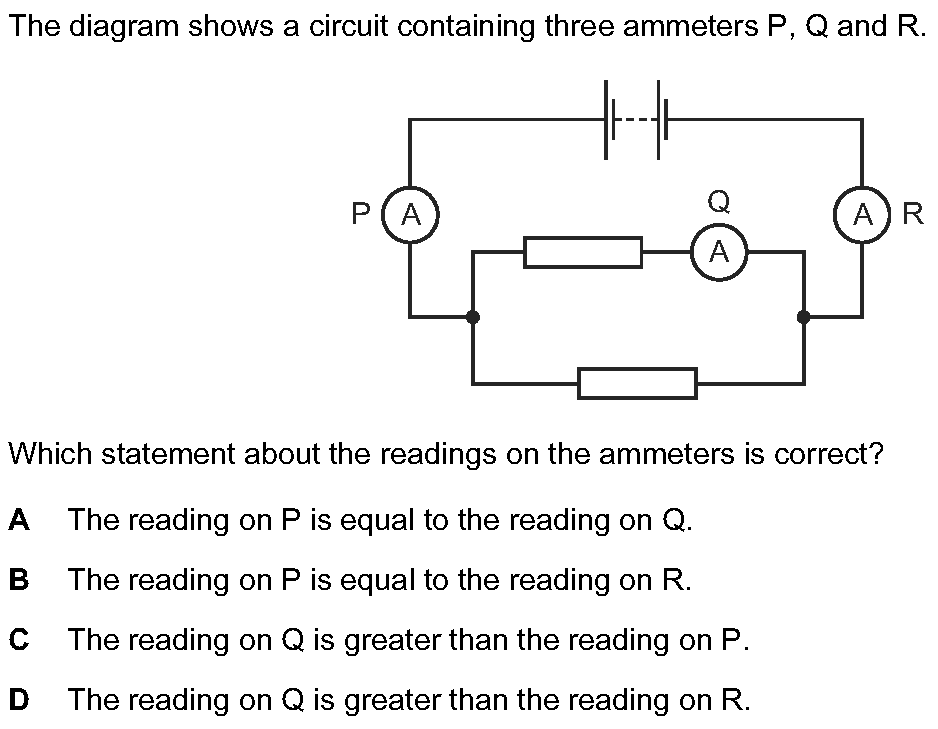 The diagram shows a circuit containing three ammeters P, Q and R.
Q
P A A R
A
Which statement about the readings on the ammeters is correct?
A The reading on P is equal to the reading on Q.
B The reading on P is equal to the reading on R.
C The reading on Q is greater than the reading on P.
D The reading on Q is greater than the reading on R.